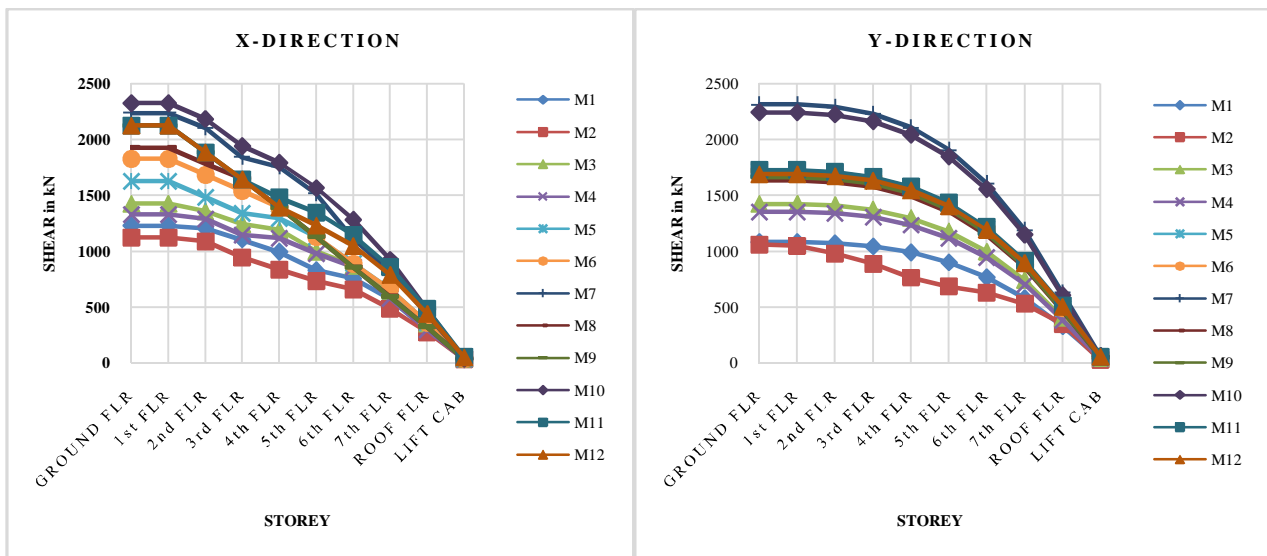 X-DIRECTION
SHEAR in kN
2500
2000
1500
1000
500
0
GROUND FLR
1st FLR
2nd FLR
3rd FLR
4th FLR
5th FLR
6th FLR
7th FLR
ROOF FLR
LIFT CAB
STOREY
M1
M2
M3
M4
M5
M6
M7
M8
M9
M10
M11
M12
Y-DIRECTION
SHEAR in kN
2500
2000
1500
1000
500
0
GROUND FLR
1st FLR
2nd FLR
3rd FLR
4th FLR
5th FLR
6th FLR
7th FLR
ROOF FLR
LIFT CAB
STOREY
M1
M2
M3
M4
M5
M6
M7
M8
M9
M10
M11
M12